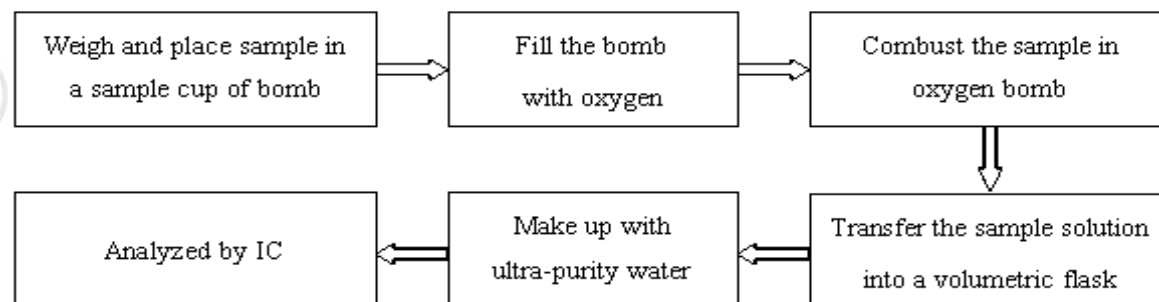 Weigh and place sample in
a sample cup of bomb
Fill the bomb
with oxygen
Combust the sample in
oxygen bomb
Transfer the sample solution
into a volumetric flask
Make up with
ultra-purity water
Analyzed by IC